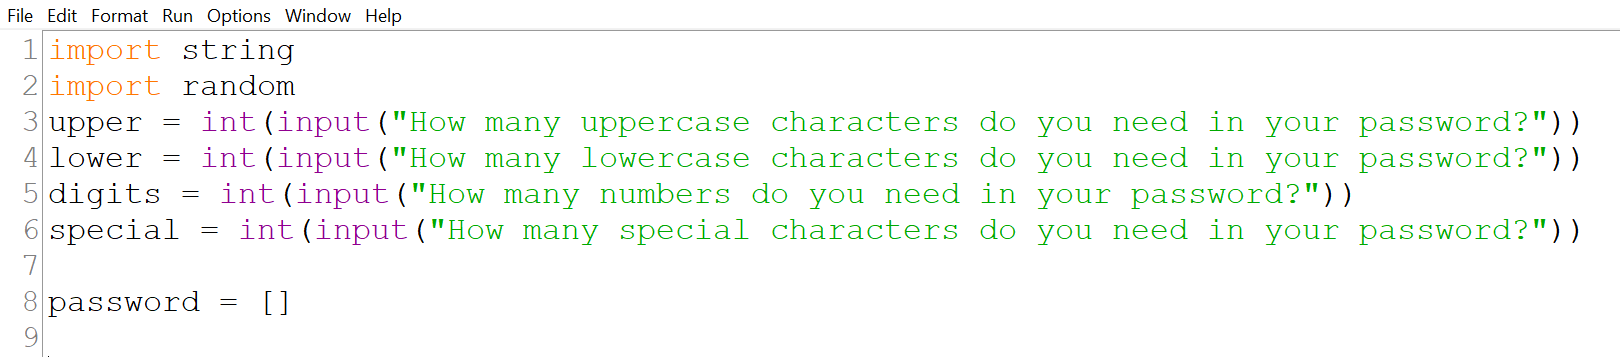 File Edit Format Run Options Window Help
1 import string
2 import random
3 upper = int(input("How many uppercase characters do you need in your password?"))
4 lower = int(input("How many lowercase characters do you need in your password?"))
5 digits = int(input("How many numbers do you need in your password?"))
6 special = int(input("How many special characters do you need in your password?"))
7
8 password = []
9